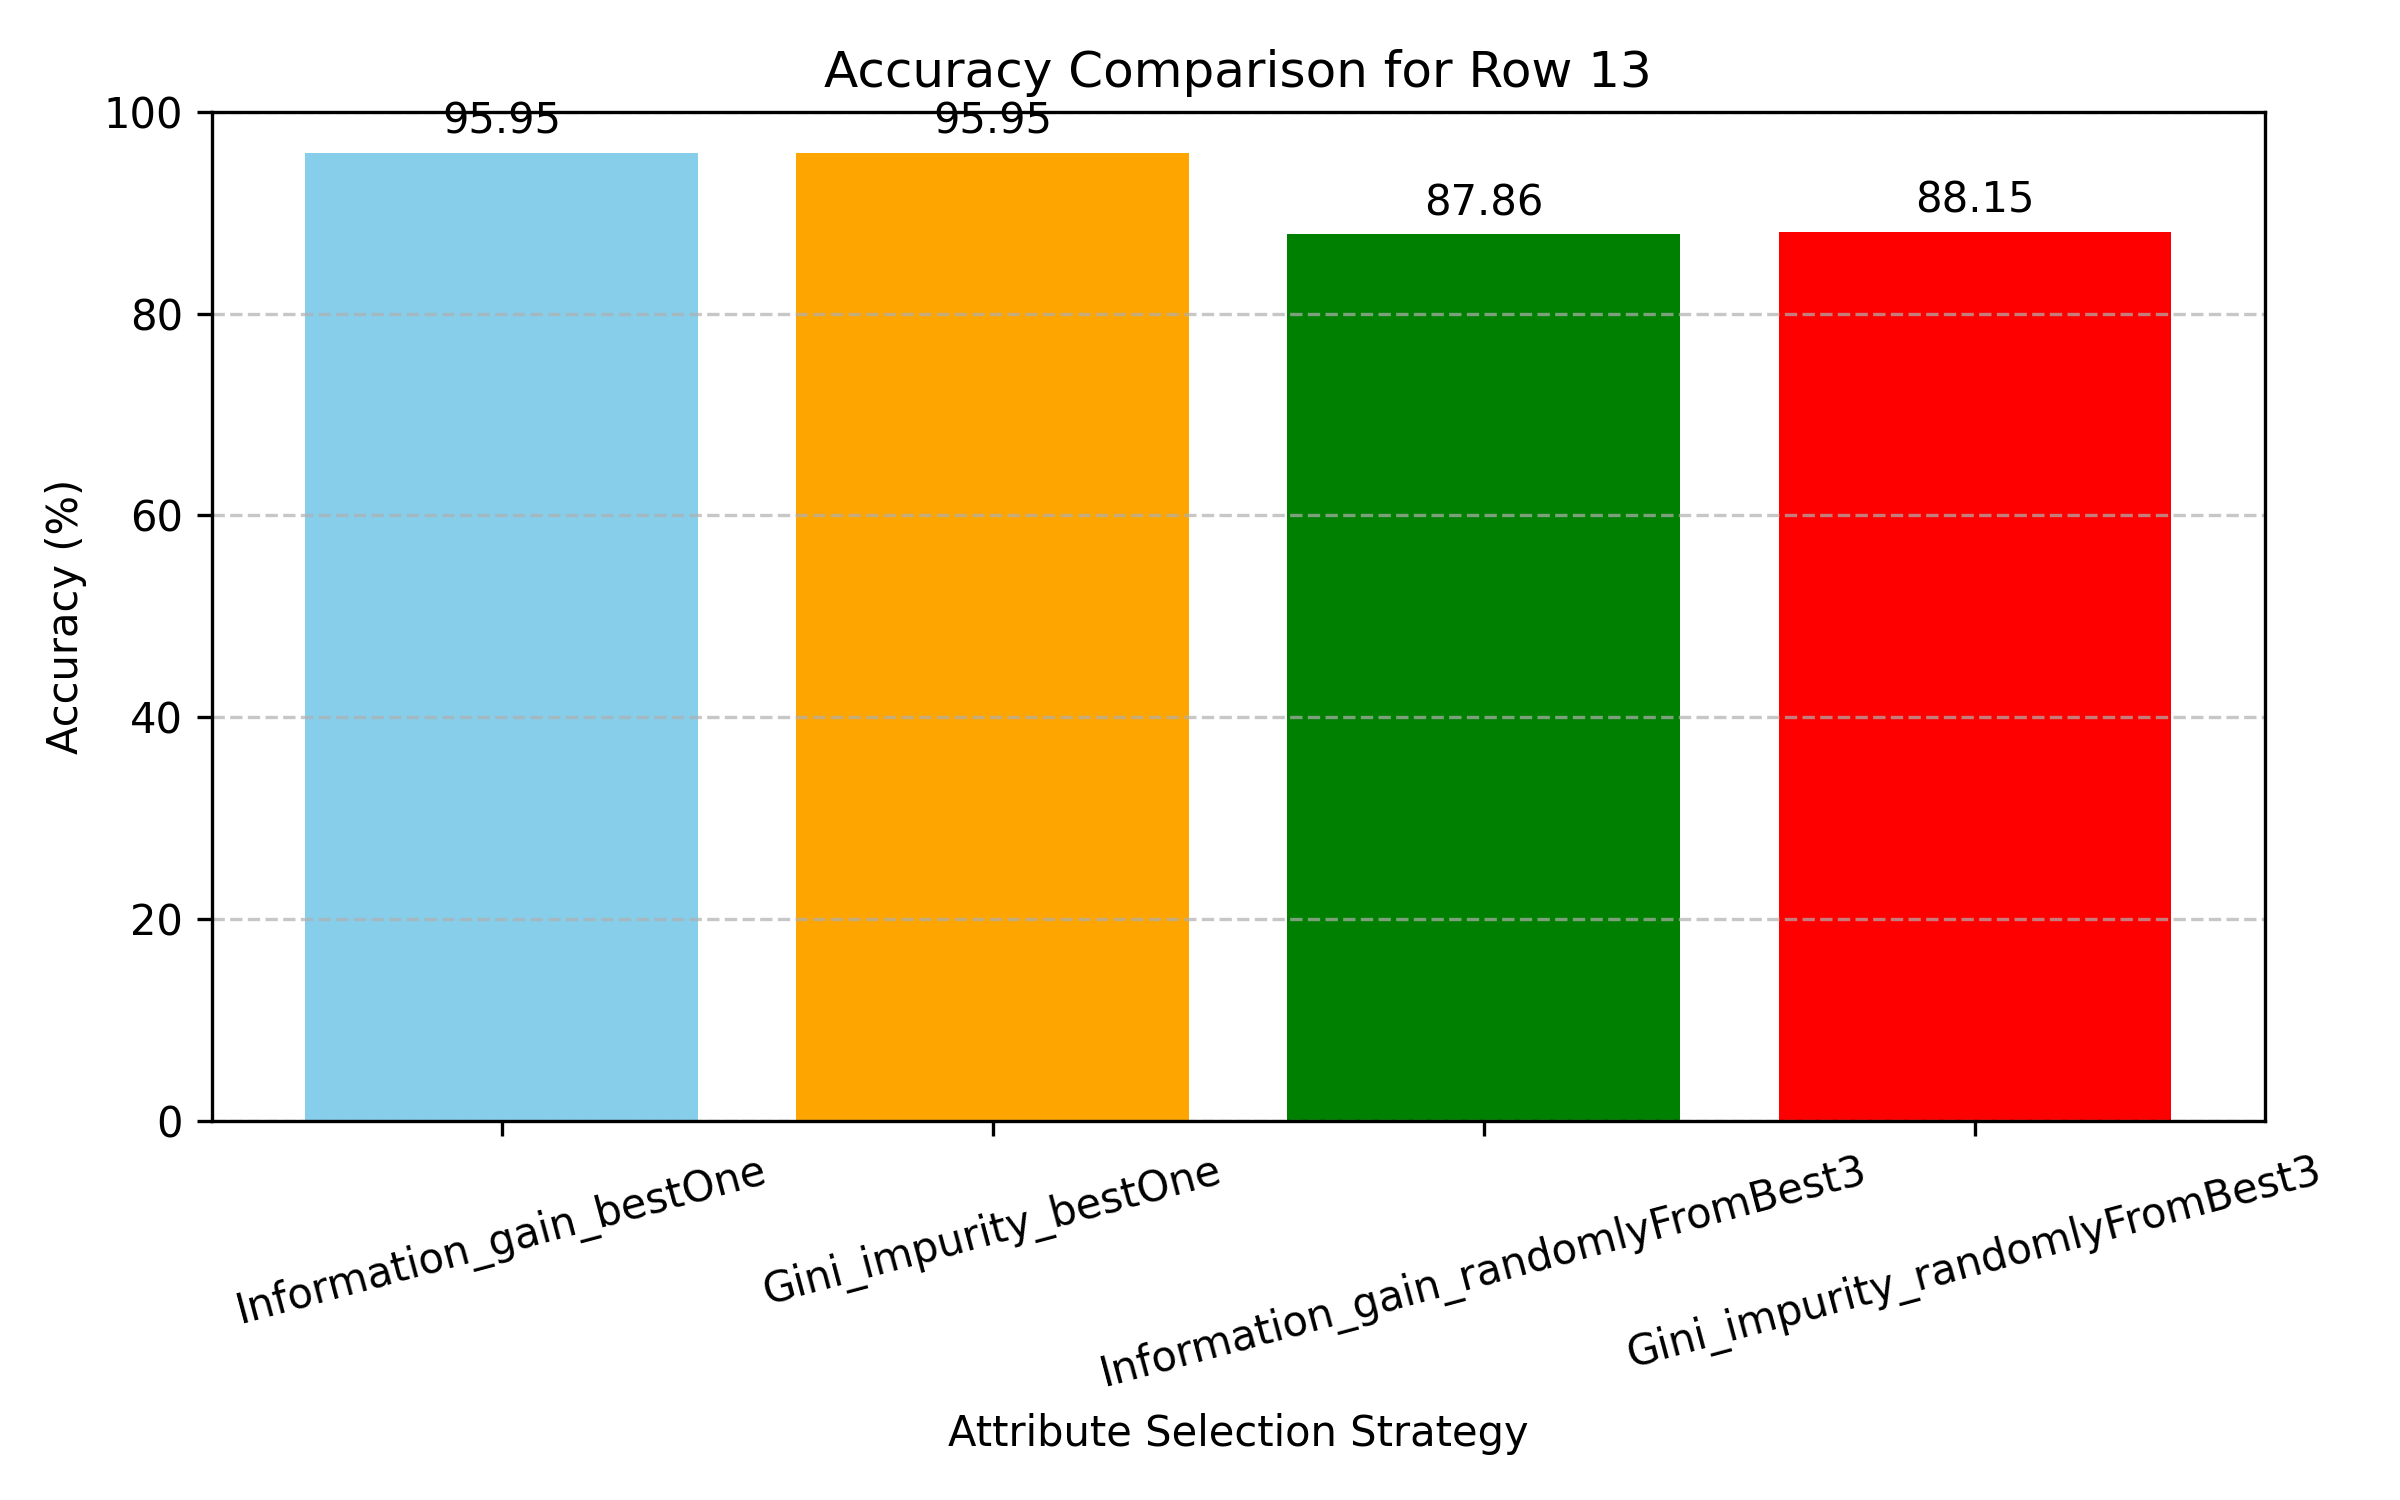 Accuracy Comparison for Row 13
100
80
60
40
20
0
Accuracy (%)
95.95
95.95
87.86
88.15
Information_gain_bestOne
Gini_impurity_bestOne
Information_gain_randomlyFromBest3
Gini_impurity_randomlyFromBest3
Attribute Selection Strategy